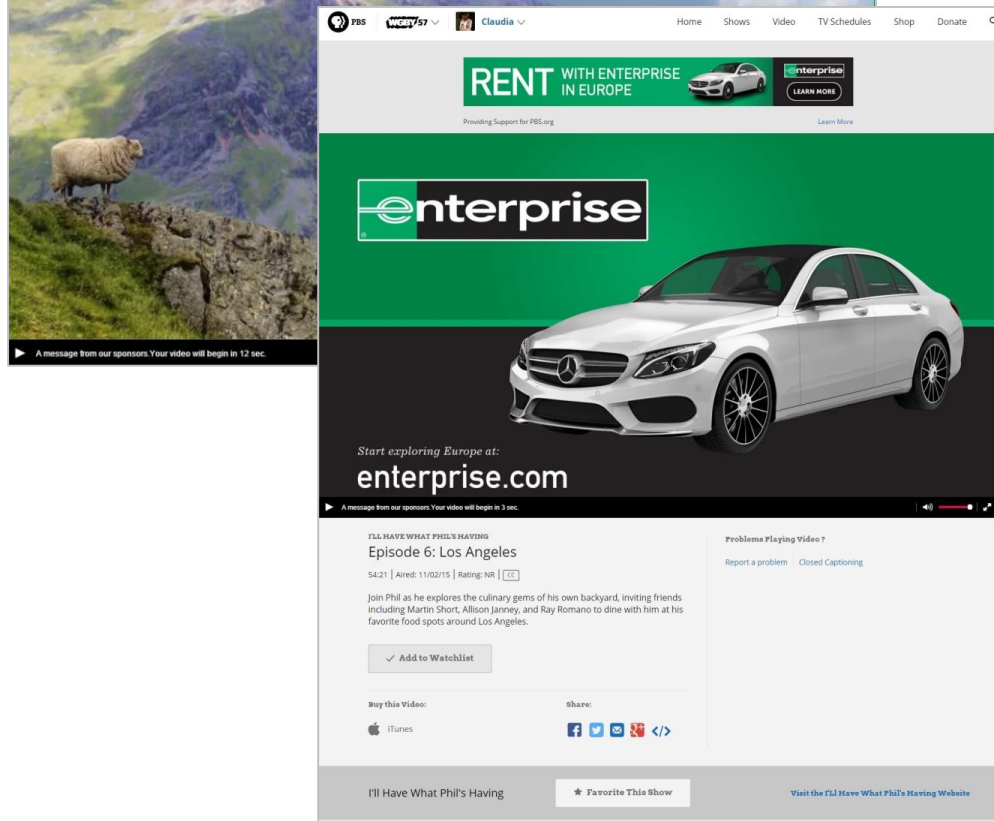 PBS
WGBY 57
Claudia
Home
Shows
Video
TV Schedules
Shop
Donate
RENT WITH ENTERPRISE IN EUROPE
enterprise
LEARN MORE
Providing Support for PBS.org
Learn More
enterprise
®
Start exploring Europe at:
enterprise.com
A message from our sponsors.Your video will begin in 12 sec.
A message from our sponsors.Your video will begin in 3 sec.
I'LL HAVE WHAT PHIL'S HAVING
Episode 6: Los Angeles
54:21 | Aired: 11/02/15 | Rating: NR | CC
Join Phil as he explores the culinary gems of his own backyard, inviting friends
including Martin Short, Allison Janney, and Ray Romano to dine with him at his
favorite food spots around Los Angeles.
Add to Watchlist
Problems Playing Video ?
Report a problem | Closed Captioning
Buy this Video:
iTunes
Share:
I'll Have What Phil's Having
Favorite This Show
Visit the I'Ll Have What Phil's Having Website